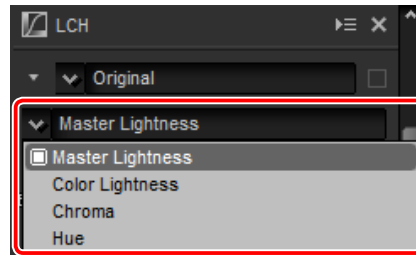 LCH
Original
Master Lightness
Master Lightness
Color Lightness
Chroma
Hue